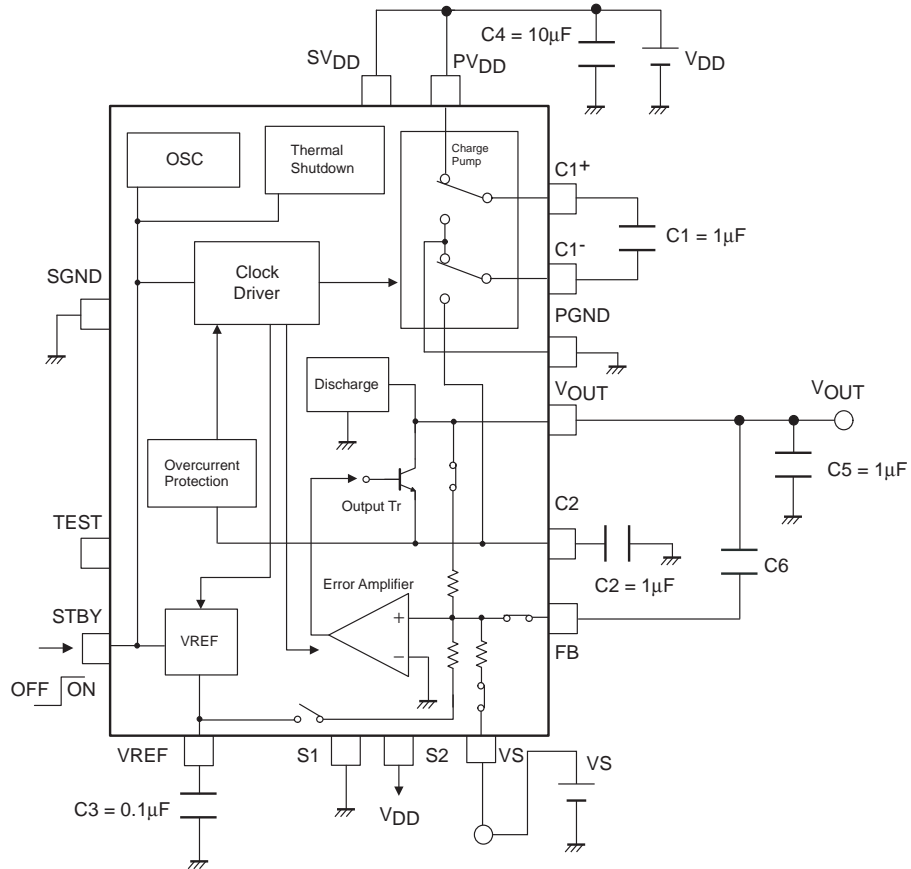 C4 = 10μF
SVDD
PVDD
VDD
OSC
Thermal
Shutdown
Charge
Pump
C1+
C1 = 1μF
C1-
SGND
Clock
Driver
PGND
Discharge
VOUT
VOUT
Overcurrent
Protection
Output Tr
C5 = 1μF
C2
TEST
C2 = 1μF
C6
Error Amplifier
+
−
STBY
VREF
FB
OFF
ON
VREF
S1
S2
VS
VS
C3 = 0.1μF
VDD